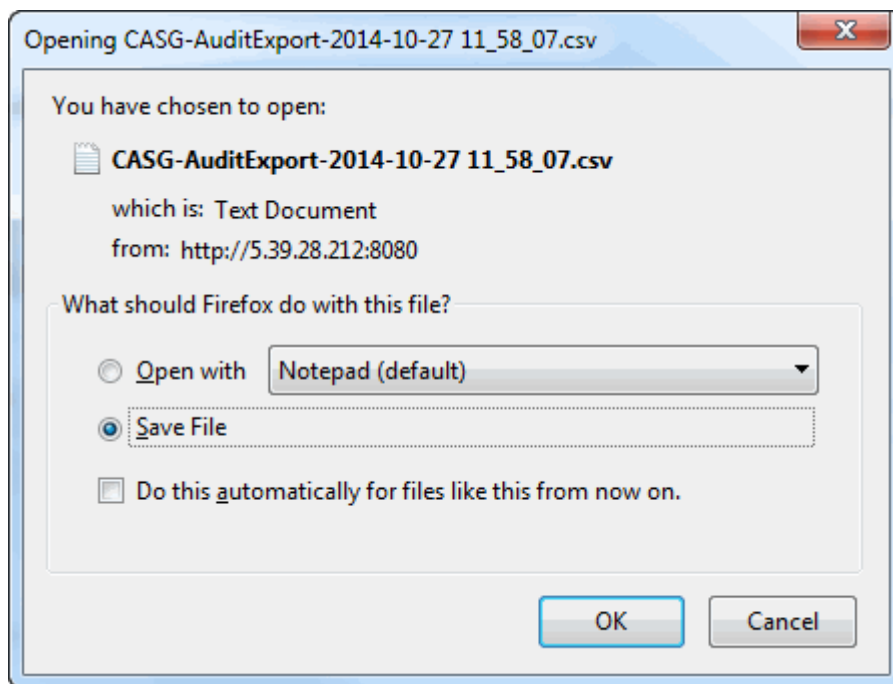 Opening CASG-AuditExport-2014-10-27 11_58_07.csv
You have chosen to open:
CASG-AuditExport-2014-10-27 11_58_07.csv
which is: Text Document
from: http://5.39.28.212:8080
What should Firefox do with this file?
Open with Notepad (default)
Save File
Do this automatically for files like this from now on.
OK Cancel